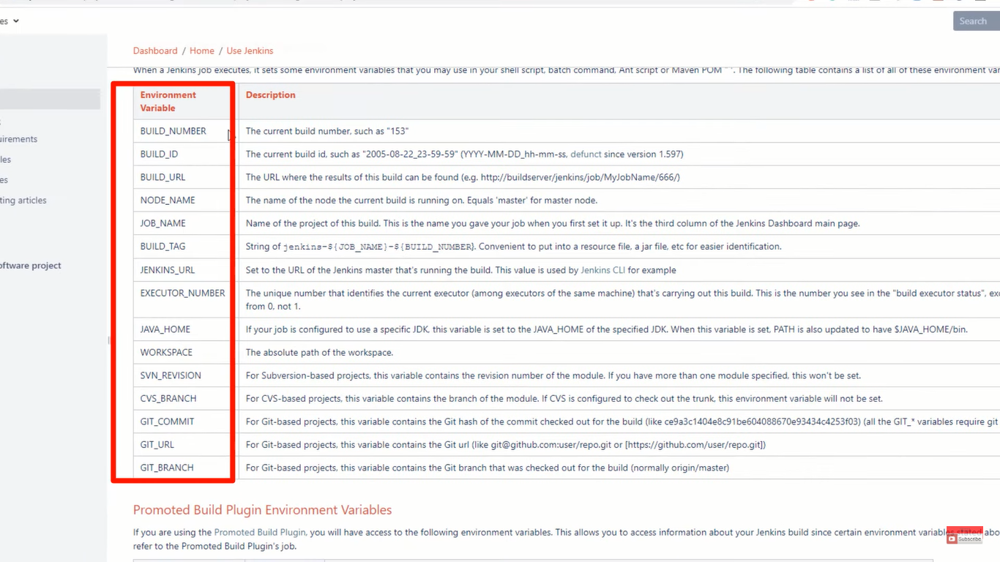 es
Search
Dashboard / Home / Use Jenkins
When a Jenkins job executes, it sets some environment variables that you may use in your shell script, batch command, Ant script or Maven POM. The following table contains a list of all of these environment
Environment Variable Description
BUILD_NUMBER The current build number, such as "153"
BUILD_ID The current build id, such as "2005-08-22_23-59-59" (YYYY-MM-DD_hh-mm-ss, defunct since version 1.597)
uirements
les
BUILD_URL The URL where the results of this build can be found (e.g. http://buildserver/jenkins/job/MyJobName/666/)
es
NODE_NAME The name of the node the current build is running on. Equals 'master' for master node.
ting articles
JOB_NAME Name of the project of this build. This is the name you gave your job when you first set it up. It's the third column of the Jenkins Dashboard main page.
BUILD_TAG String of jenkins-${JOB_NAME}-${BUILD_NUMBER}. Convenient to put into a resource file, a jar file, etc for easier identification.
oftware project
JENKINS_URL Set to the URL of the Jenkins master that's running the build. This value is used by Jenkins CLI for example
EXECUTOR_NUMBER The unique number that identifies the current executor (among executors of the same machine) that's carrying out this build. This is the number you see in the "build executor status", exc
from 0, not 1.
JAVA_HOME If your job is configured to use a specific JDK, this variable is set to the JAVA_HOME of the specified JDK. When this variable is set, PATH is also updated to have $JAVA_HOME/bin.
WORKSPACE The absolute path of the workspace.
SVN_REVISION For Subversion-based projects, this variable contains the revision number of the module. If you have more than one module specified, this won't be set.
CVS_BRANCH For CVS-based projects, this variable contains the branch of the module. If CVS is configured to check out the trunk, this environment variable will not be set.
GIT_COMMIT For Git-based projects, this variable contains the Git hash of the commit checked out for the build (like ce9a3c1404e8c91be604088670e93434c4253f03) (all the GIT_* variables require git
GIT_URL For Git-based projects, this variable contains the Git url (like git@github.com:user/repo.git or [https://github.com/user/repo.git])
GIT_BRANCH For Git-based projects, this variable contains the Git branch that was checked out for the build (normally origin/master)
Promoted Build Plugin Environment Variables
If you are using the Promoted Build Plugin, you will have access to the following environment variables. This allows you to access information about your Jenkins build since certain environment variables stated abo
refer to the Promoted Build Plugin's job.
Subscribe